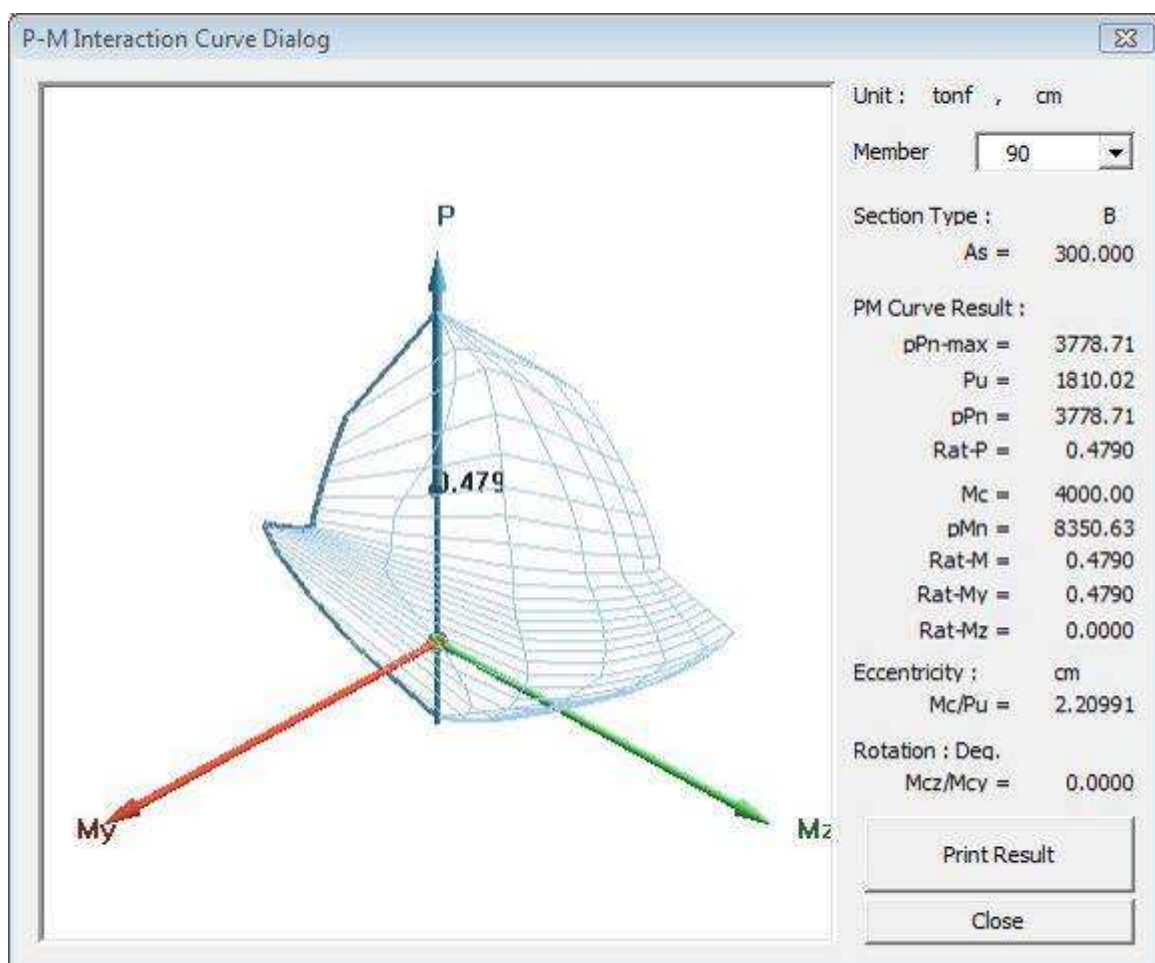 P-M Interaction Curve Dialog
Unit : tonf , cm
Member 90
Section Type : B
As = 300.000
PM Curve Result :
pPn-max = 3778.71
Pu = 1810.02
pPn = 3778.71
Rat-P = 0.4790
Mc = 4000.00
pMn = 8350.63
Rat-M = 0.4790
Rat-My = 0.4790
Rat-Mz = 0.0000
Eccentricity : cm
Mc/Pu = 2.20991
Rotation : Deg.
Mcz/Mcy = 0.0000
Print Result
Close
P
0.479
My
Mz